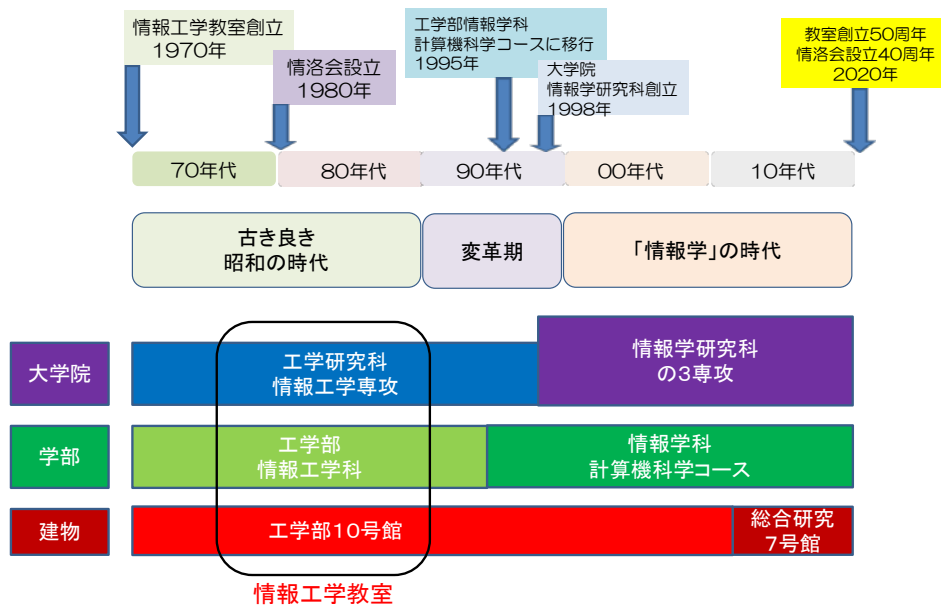 情報工学教室創立
1970年
情洛会設立
1980年
工学部情報学科
計算機科学コースに移行
1995年
大学院
情報学研究科創立
1998年
教室創立50周年
情洛会設立40周年
2020年
70年代
80年代
90年代
00年代
10年代
古き良き
昭和の時代
変革期
「情報学」の時代
大学院
工学研究科
情報工学専攻
情報学研究科
の3専攻
学部
工学部
情報工学科
情報学科
計算機科学コース
建物
工学部10号館
総合研究
7号館
情報工学教室